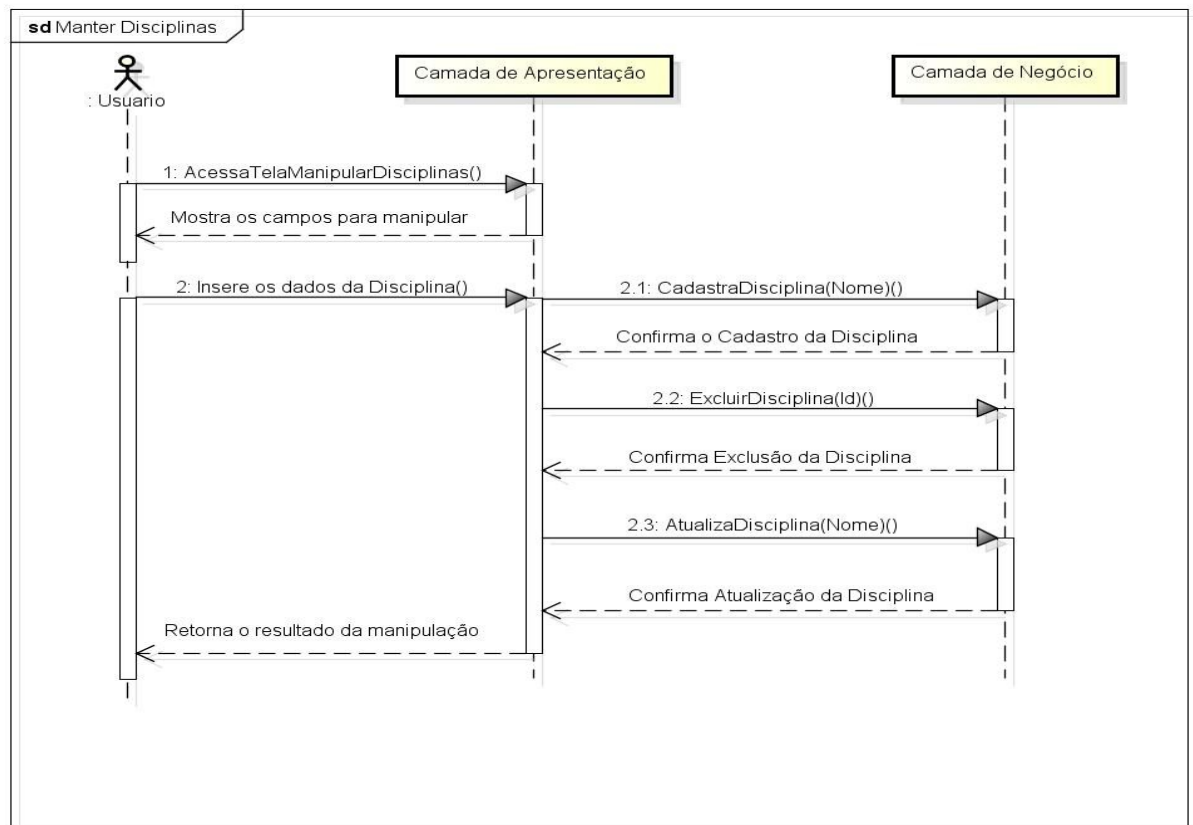 sd Manter Disciplinas
: Usuario
Camada de Apresentação
Camada de Negócio
1: AcessaTelaManipularDisciplinas()
Mostra os campos para manipular
2: Insere os dados da Disciplina()
2.1: CadastraDisciplina(Nome)()
Confirma o Cadastro da Disciplina
2.2: ExcluirDisciplina(Id)()
Confirma Exclusão da Disciplina
2.3: AtualizaDisciplina(Nome)()
Confirma Atualização da Disciplina
Retorna o resultado da manipulação